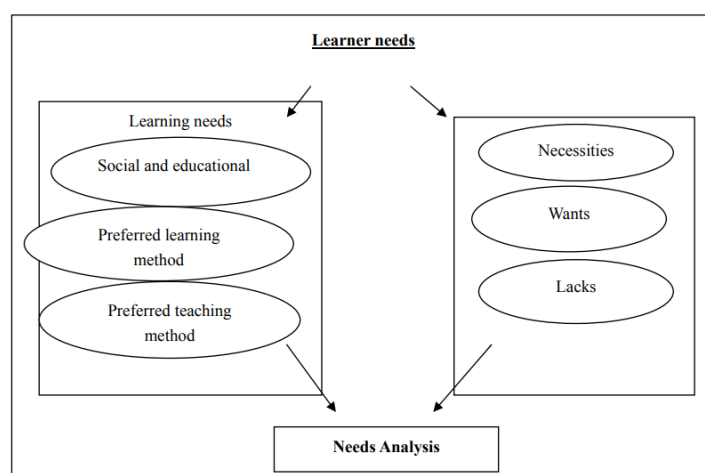 Learner needs
Learning needs
Social and educational
Preferred learning
method
Preferred teaching
method
Necessities
Wants
Lacks
Needs Analysis